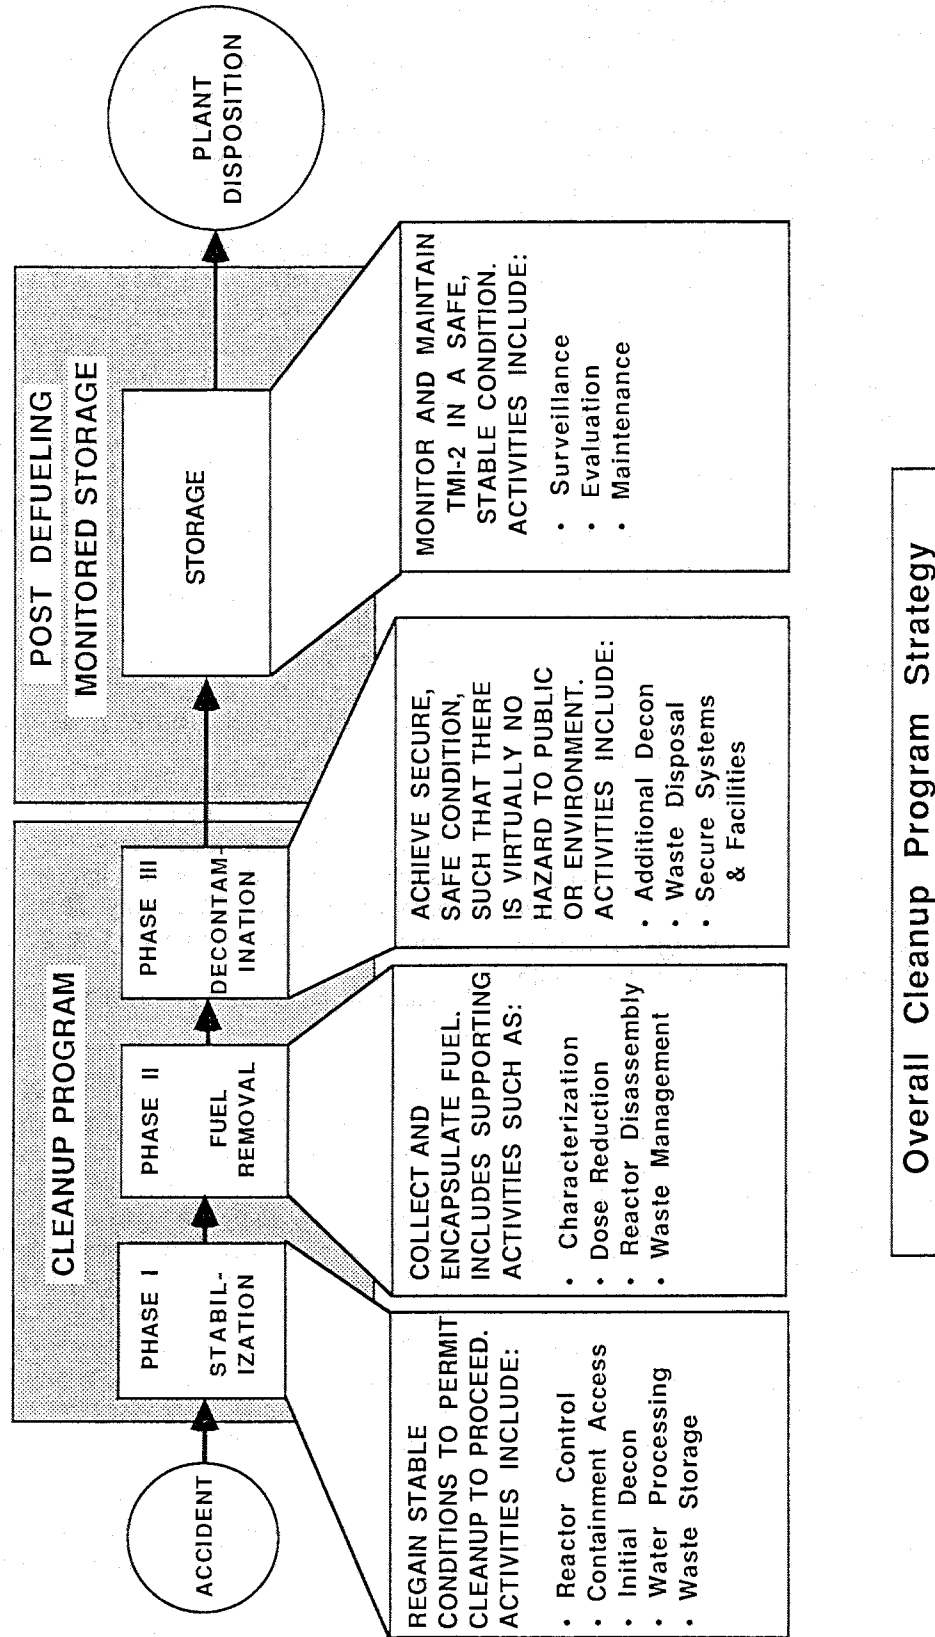 CLEANUP PROGRAM
POST DEFUELING
MONITORED STORAGE
ACCIDENT
PHASE I
STABIL-
IZATION
PHASE II
FUEL
REMOVAL
PHASE III
DECONTAM-
INATION
STORAGE
PLANT
DISPOSITION
REGAIN STABLE
CONDITIONS TO PERMIT
CLEANUP TO PROCEED.
ACTIVITIES INCLUDE:
• Reactor Control
• Containment Access
• Initial Decon
• Water Processing
• Waste Storage
COLLECT AND
ENCAPSULATE FUEL.
INCLUDES SUPPORTING
ACTIVITIES SUCH AS:
• Characterization
• Dose Reduction
• Reactor Disassembly
• Waste Management
ACHIEVE SECURE,
SAFE CONDITION,
SUCH THAT THERE
IS VIRTUALLY NO
HAZARD TO PUBLIC
OR ENVIRONMENT.
ACTIVITIES INCLUDE:
• Additional Decon
• Waste Disposal
• Secure Systems
& Facilities
MONITOR AND MAINTAIN
TMI-2 IN A SAFE,
STABLE CONDITION.
ACTIVITIES INCLUDE:
• Surveillance
• Evaluation
• Maintenance
Overall Cleanup Program Strategy